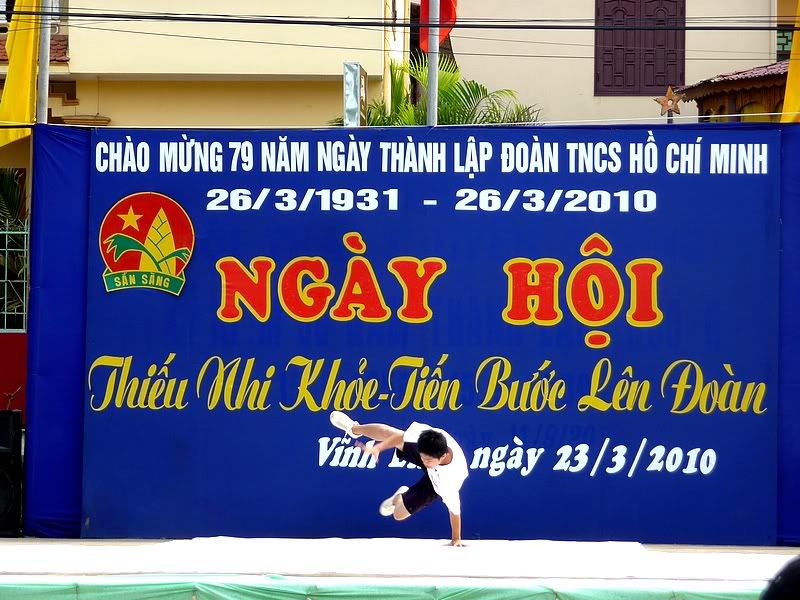 CHÀO MỪNG 79 NĂM NGÀY THÀNH LẬP ĐOÀN TNCS HỒ CHÍ MINH
26/3/1931 - 26/3/2010
SẴN SÀNG
NGÀY HỘI
Thiếu Nhi Khỏe-Tiến Bước Lên Đoàn
Vĩnh ngày 23/3/2010